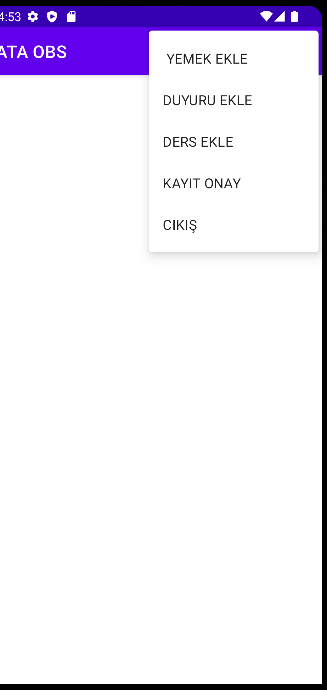 4:53
ATA OBS
YEMEK EKLE
DUYURU EKLE
DERS EKLE
KAYIT ONAY
CIKIŞ